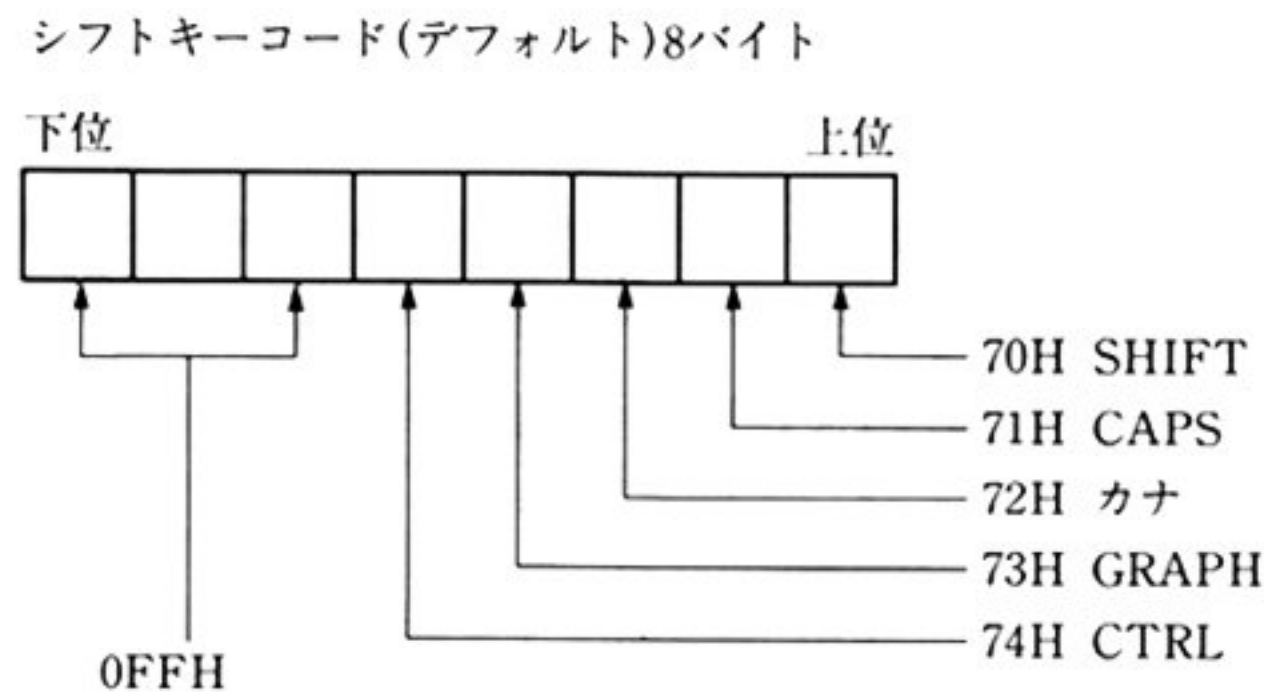 シフトキーコード(デフォルト)8バイト
下位 上位
70H SHIFT
71H CAPS
72H カナ
73H GRAPH
74H CTRL
0FFH